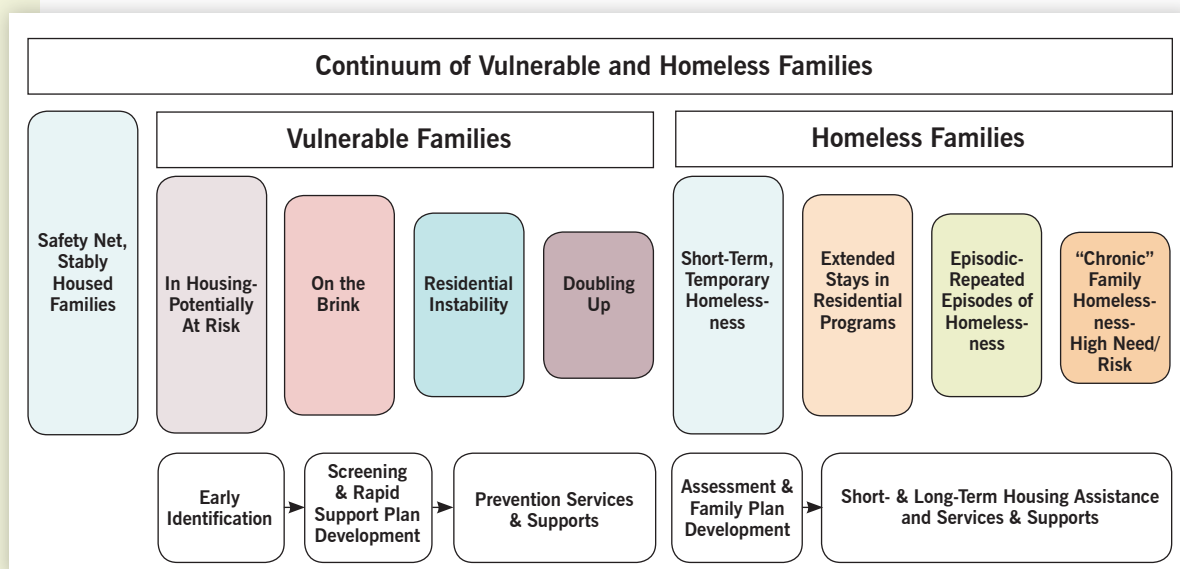 Continuum of Vulnerable and Homeless Families
Vulnerable Families
Homeless Families
Safety Net,
Stably
Housed
Families
In Housing-
Potentially
At Risk
On the
Brink
Residential
Instability
Doubling
Up
Short-Term,
Temporary
Homeless-
ness
Extended
Stays in
Residential
Programs
Episodic-
Repeated
Episodes of
Homeless-
ness
“Chronic”
Family
Homeless-
ness-
High Need/
Risk
Early
Identification
Screening
& Rapid
Support Plan
Development
Prevention Services
& Supports
Assessment &
Family Plan
Development
Short- & Long-Term Housing Assistance
and Services & Supports